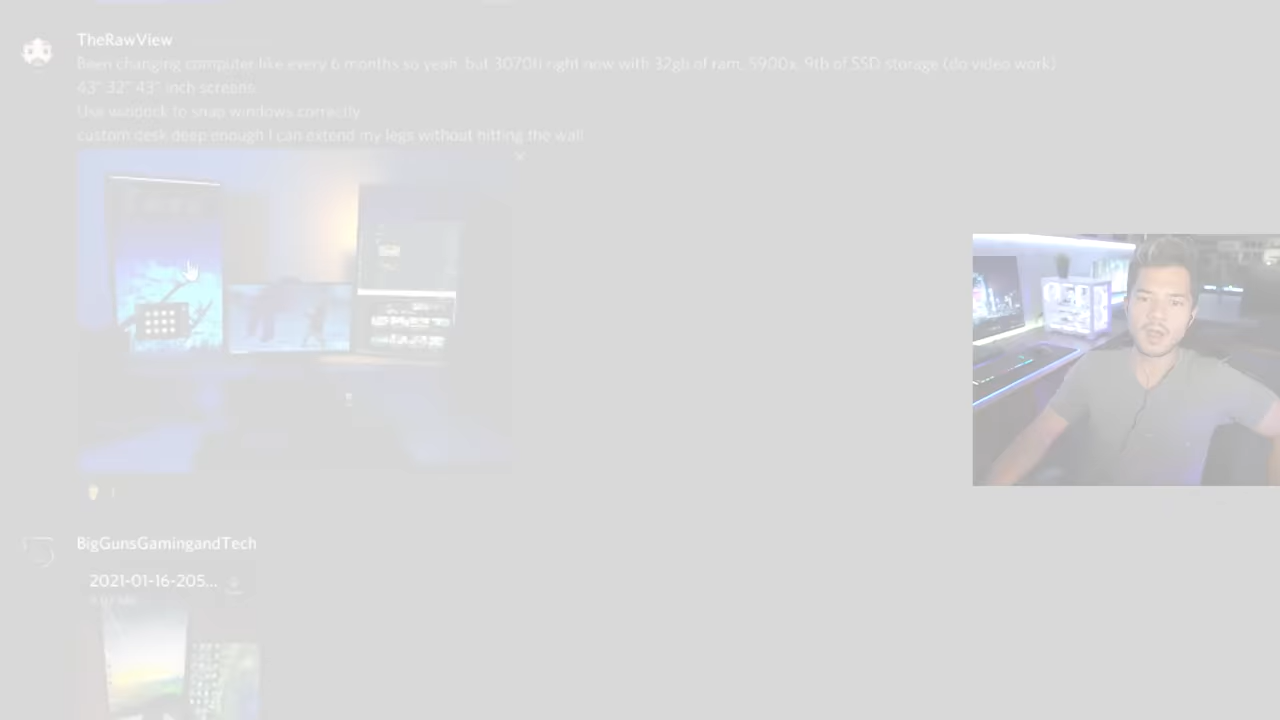 TheRawView
Been changing computer like every 6 months so yeah but 3070ti right now with 32gb of ram, 5900x, 9tb of SSD storage (do video work)
43" 32" 43" inch screens
Use windock to snap windows correctly
custom desk deep enough I can extend my legs without hitting the wall
BigGunsGamingandTech
2021-01-16-205...